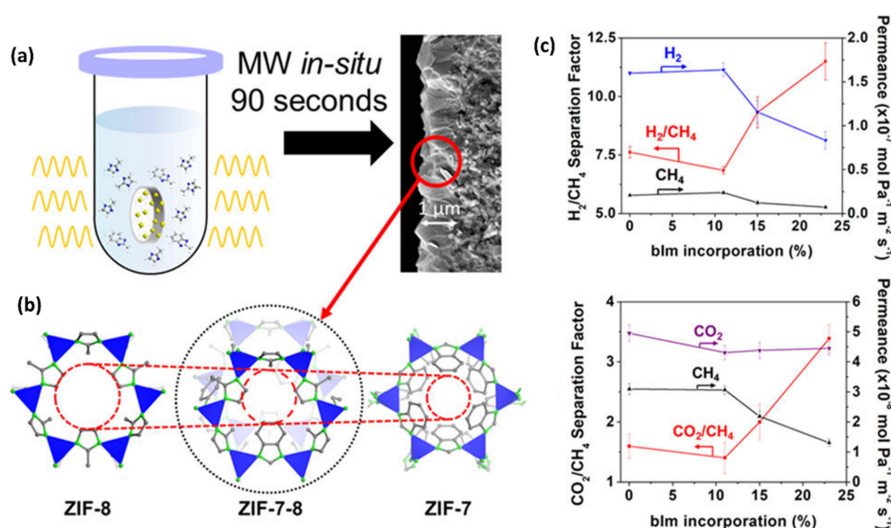 (a)
MW in-situ
90 seconds
1 μm
(b)
ZIF-8
ZIF-7-8
ZIF-7
(c)
H₂/CH₄ Separation Factor
12.5
10.0
7.5
5.0
H₂
H₂/CH₄
CH₄
2.0
1.5
1.0
0.5
0.0
Permeance (x10⁻⁷ mol Pa⁻¹ m⁻² s⁻¹)
0 5 10 15 20 25
bIm incorporation (%)
CO₂/CH₄ Separation Factor
4
3
2
1
CO₂
CH₄
CO₂/CH₄
6
5
4
3
2
1
0
Permeance (x10⁻⁸ mol Pa⁻¹ m⁻² s⁻¹)
0 5 10 15 20 25
bIm incorporation (%)